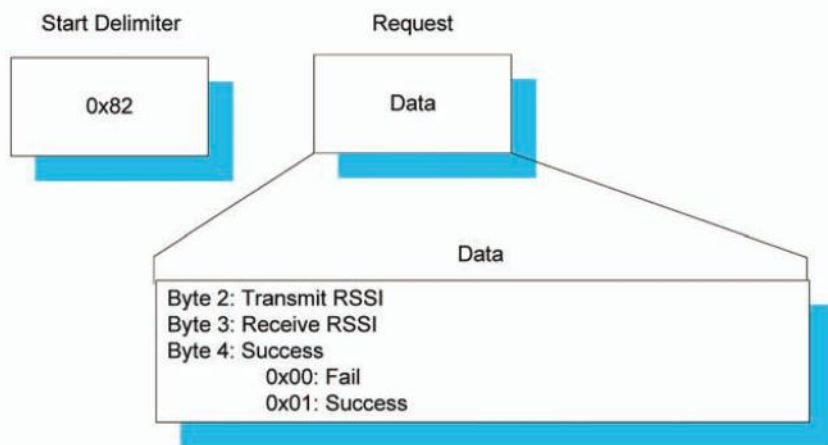 Start Delimiter
Request
0x82
Data
Data
Byte 2: Transmit RSSI
Byte 3: Receive RSSI
Byte 4: Success
0x00: Fail
0x01: Success